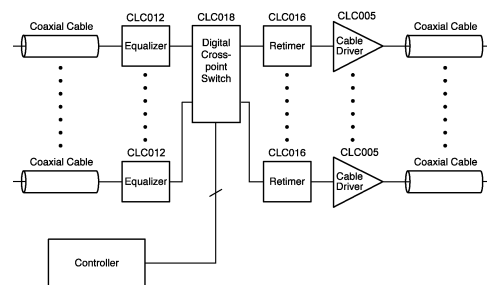 CLC012 CLC018 CLC016 CLC005
Coaxial Cable
Equalizer
Digital
Cross-
point
Switch
Retimer
Cable
Driver
Coaxial Cable
CLC012 CLC016 CLC005
Coaxial Cable
Equalizer
Retimer
Cable
Driver
Coaxial Cable
Controller